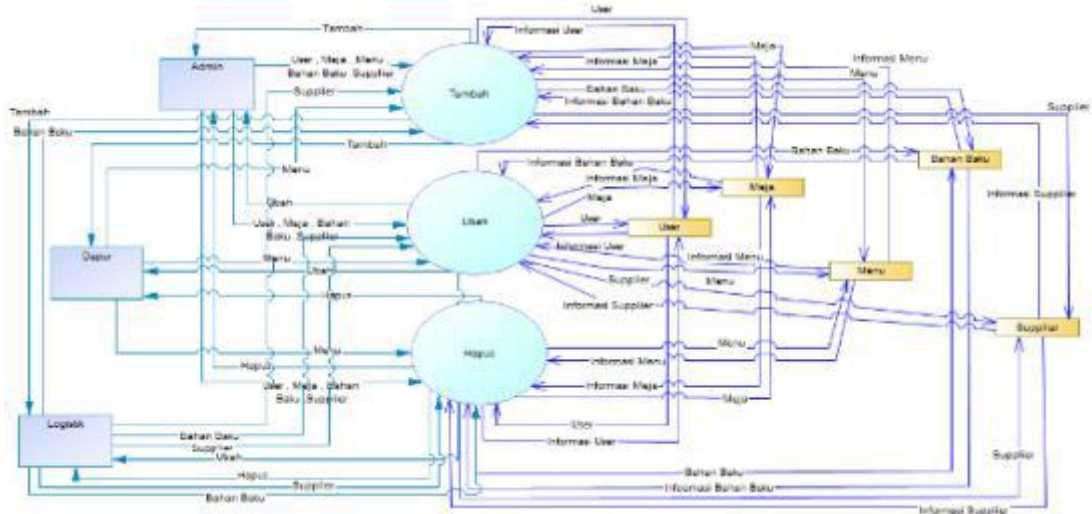 User
Tambah
Informasi User
Meja
Admin
User , Meja , Menu
Informasi Meja
Informasi Menu
Menu
Bahan Baku , Supplier
Supplier
Tambah
Bahan Baku
Informasi Bahan Baku
Supplier
Tambah
Bahan Baku
Tambah
Menu
Bahan Baku
Informasi Bahan Baku
Bahan Baku
Informasi Meja
Meja
Informasi Supplier
Ubah
Meja
User , Meja , Bahan
Ubah
User
User
Baku , Supplier
Dapur
Menu
Informasi User
Informasi Menu
Menu
Ubah
Supplier
Menu
Hapus
Informasi Supplier
Supplier
Menu
Hapus
Menu
Hapus
Informasi Menu
User , Meja , Bahan
Informasi Meja
Baku , Supplier
Meja
Logistik
User
Bahan Baku
Informasi User
Supplier
Ubah
Supplier
Hapus
Bahan Baku
Supplier
Informasi Bahan Baku
Bahan Baku
Informasi Supplier